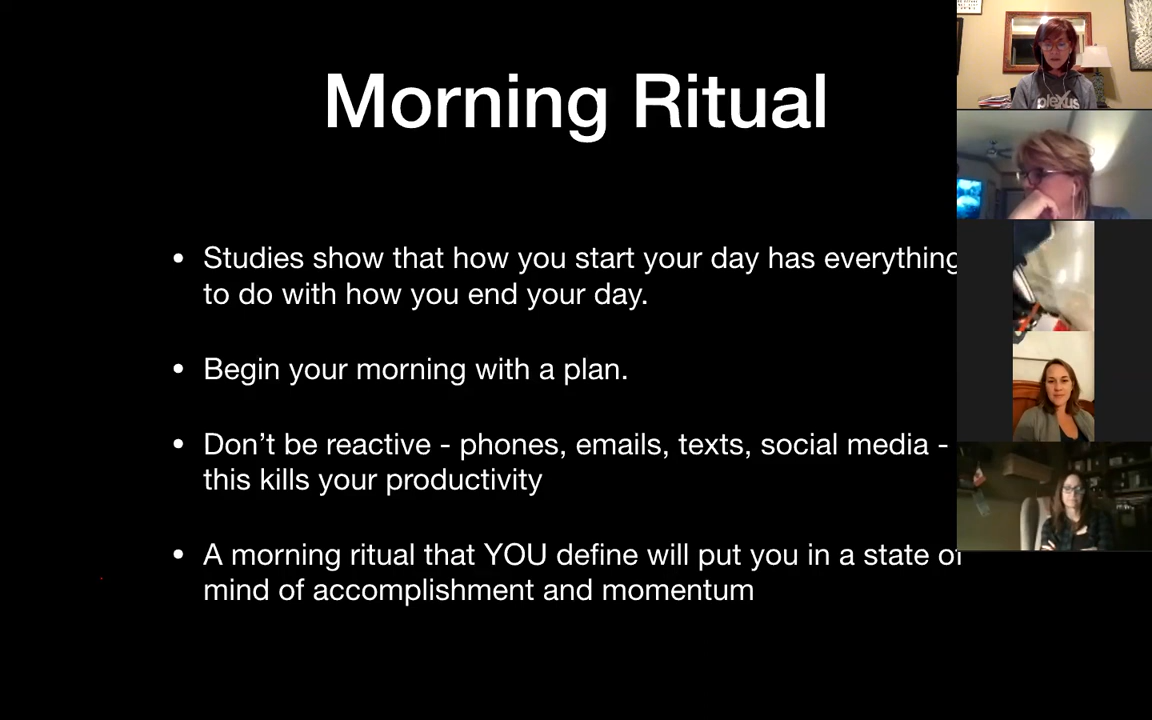 Morning Ritual
• Studies show that how you start your day has everything
to do with how you end your day.
• Begin your morning with a plan.
• Don’t be reactive - phones, emails, texts, social media -
this kills your productivity
• A morning ritual that YOU define will put you in a state of
mind of accomplishment and momentum
plexus